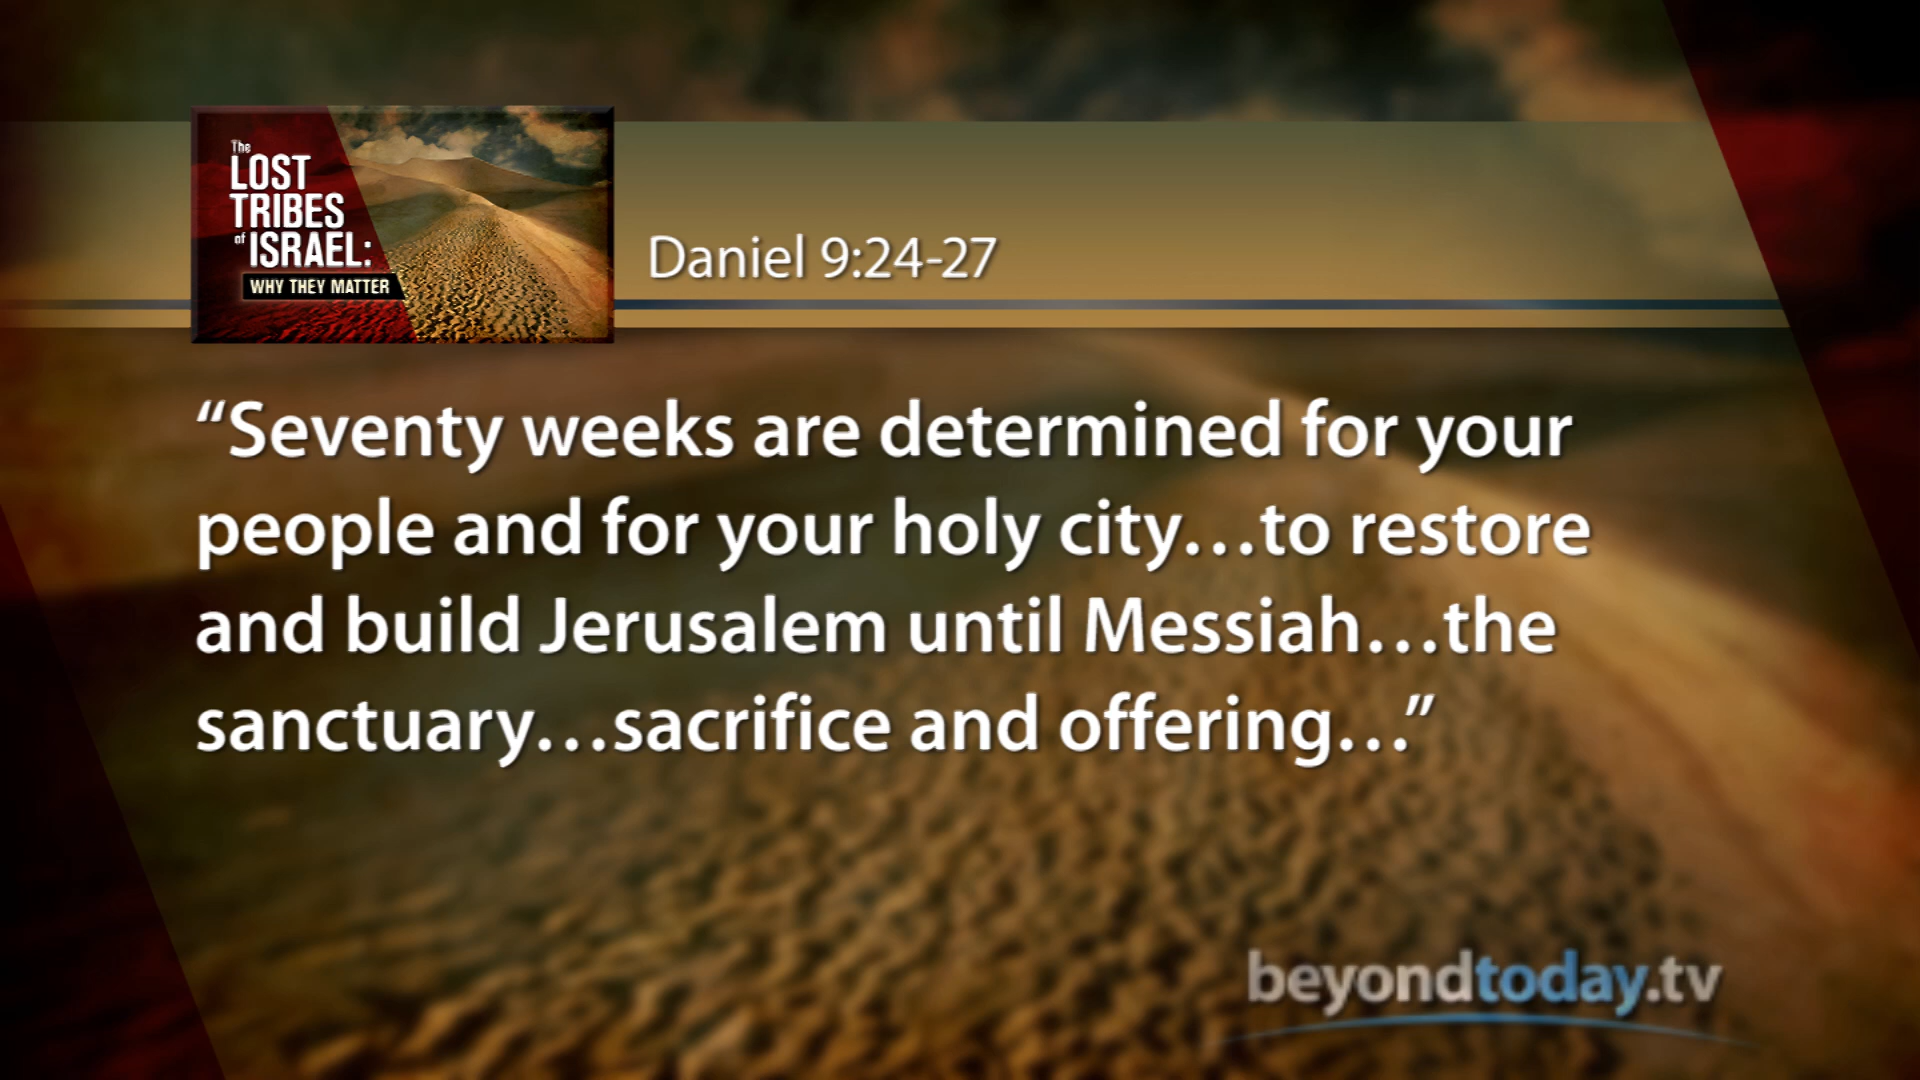 The
LOST
TRIBES
of ISRAEL:
WHY THEY MATTER
Daniel 9:24-27
“Seventy weeks are determined for your
people and for your holy city…to restore
and build Jerusalem until Messiah…the
sanctuary…sacrifice and offering…”
beyondtoday.tv